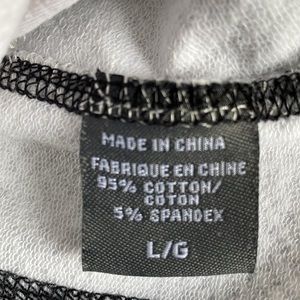 MADE IN CHINA
FABRIQUE EN CHINE
95% COTTON/
COTON
5% SPANDEX
L/G